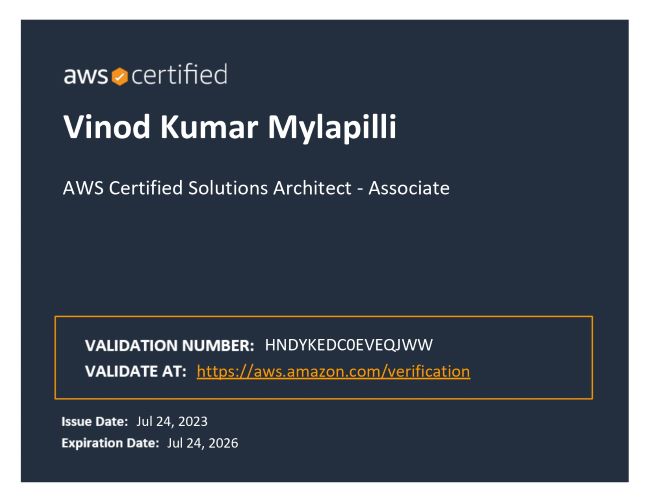 aws certified
Vinod Kumar Mylapilli
AWS Certified Solutions Architect - Associate
VALIDATION NUMBER: HNDYKEDC0EVEQJWW
VALIDATE AT: https://aws.amazon.com/verification
Issue Date: Jul 24, 2023
Expiration Date: Jul 24, 2026